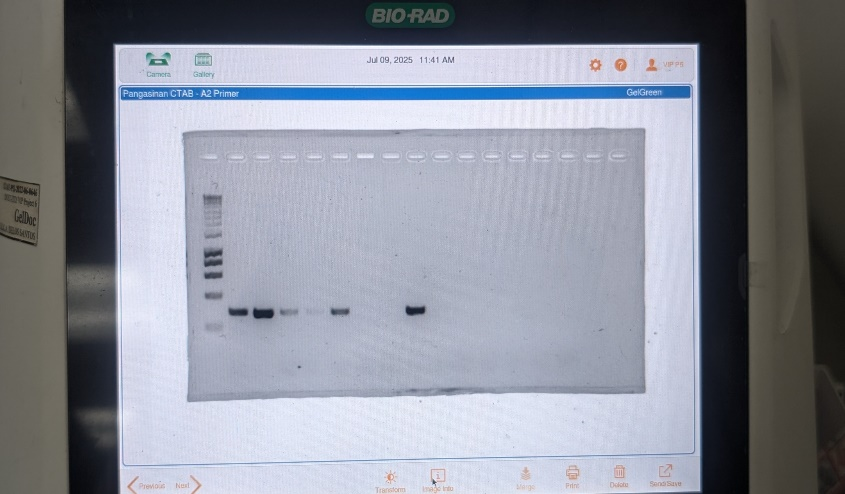 BIO-RAD
Camera
Gallery
Jul 09, 2025 11:41 AM
Pangasinan CTAB - A2 Primer
GelGreen
GelDoc
Previous
Next
Transform
Image Info
Merge
Print
Delete
Send/Save